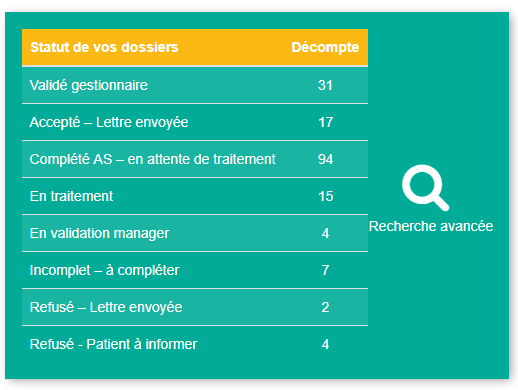 Statut de vos dossiers Décompte
Validé gestionnaire 31
Accepté – Lettre envoyée 17
Complété AS – en attente de traitement 94
En traitement 15
En validation manager 4
Incomplet – à compléter 7
Refusé – Lettre envoyée 2
Refusé - Patient à informer 4
Recherche avancée